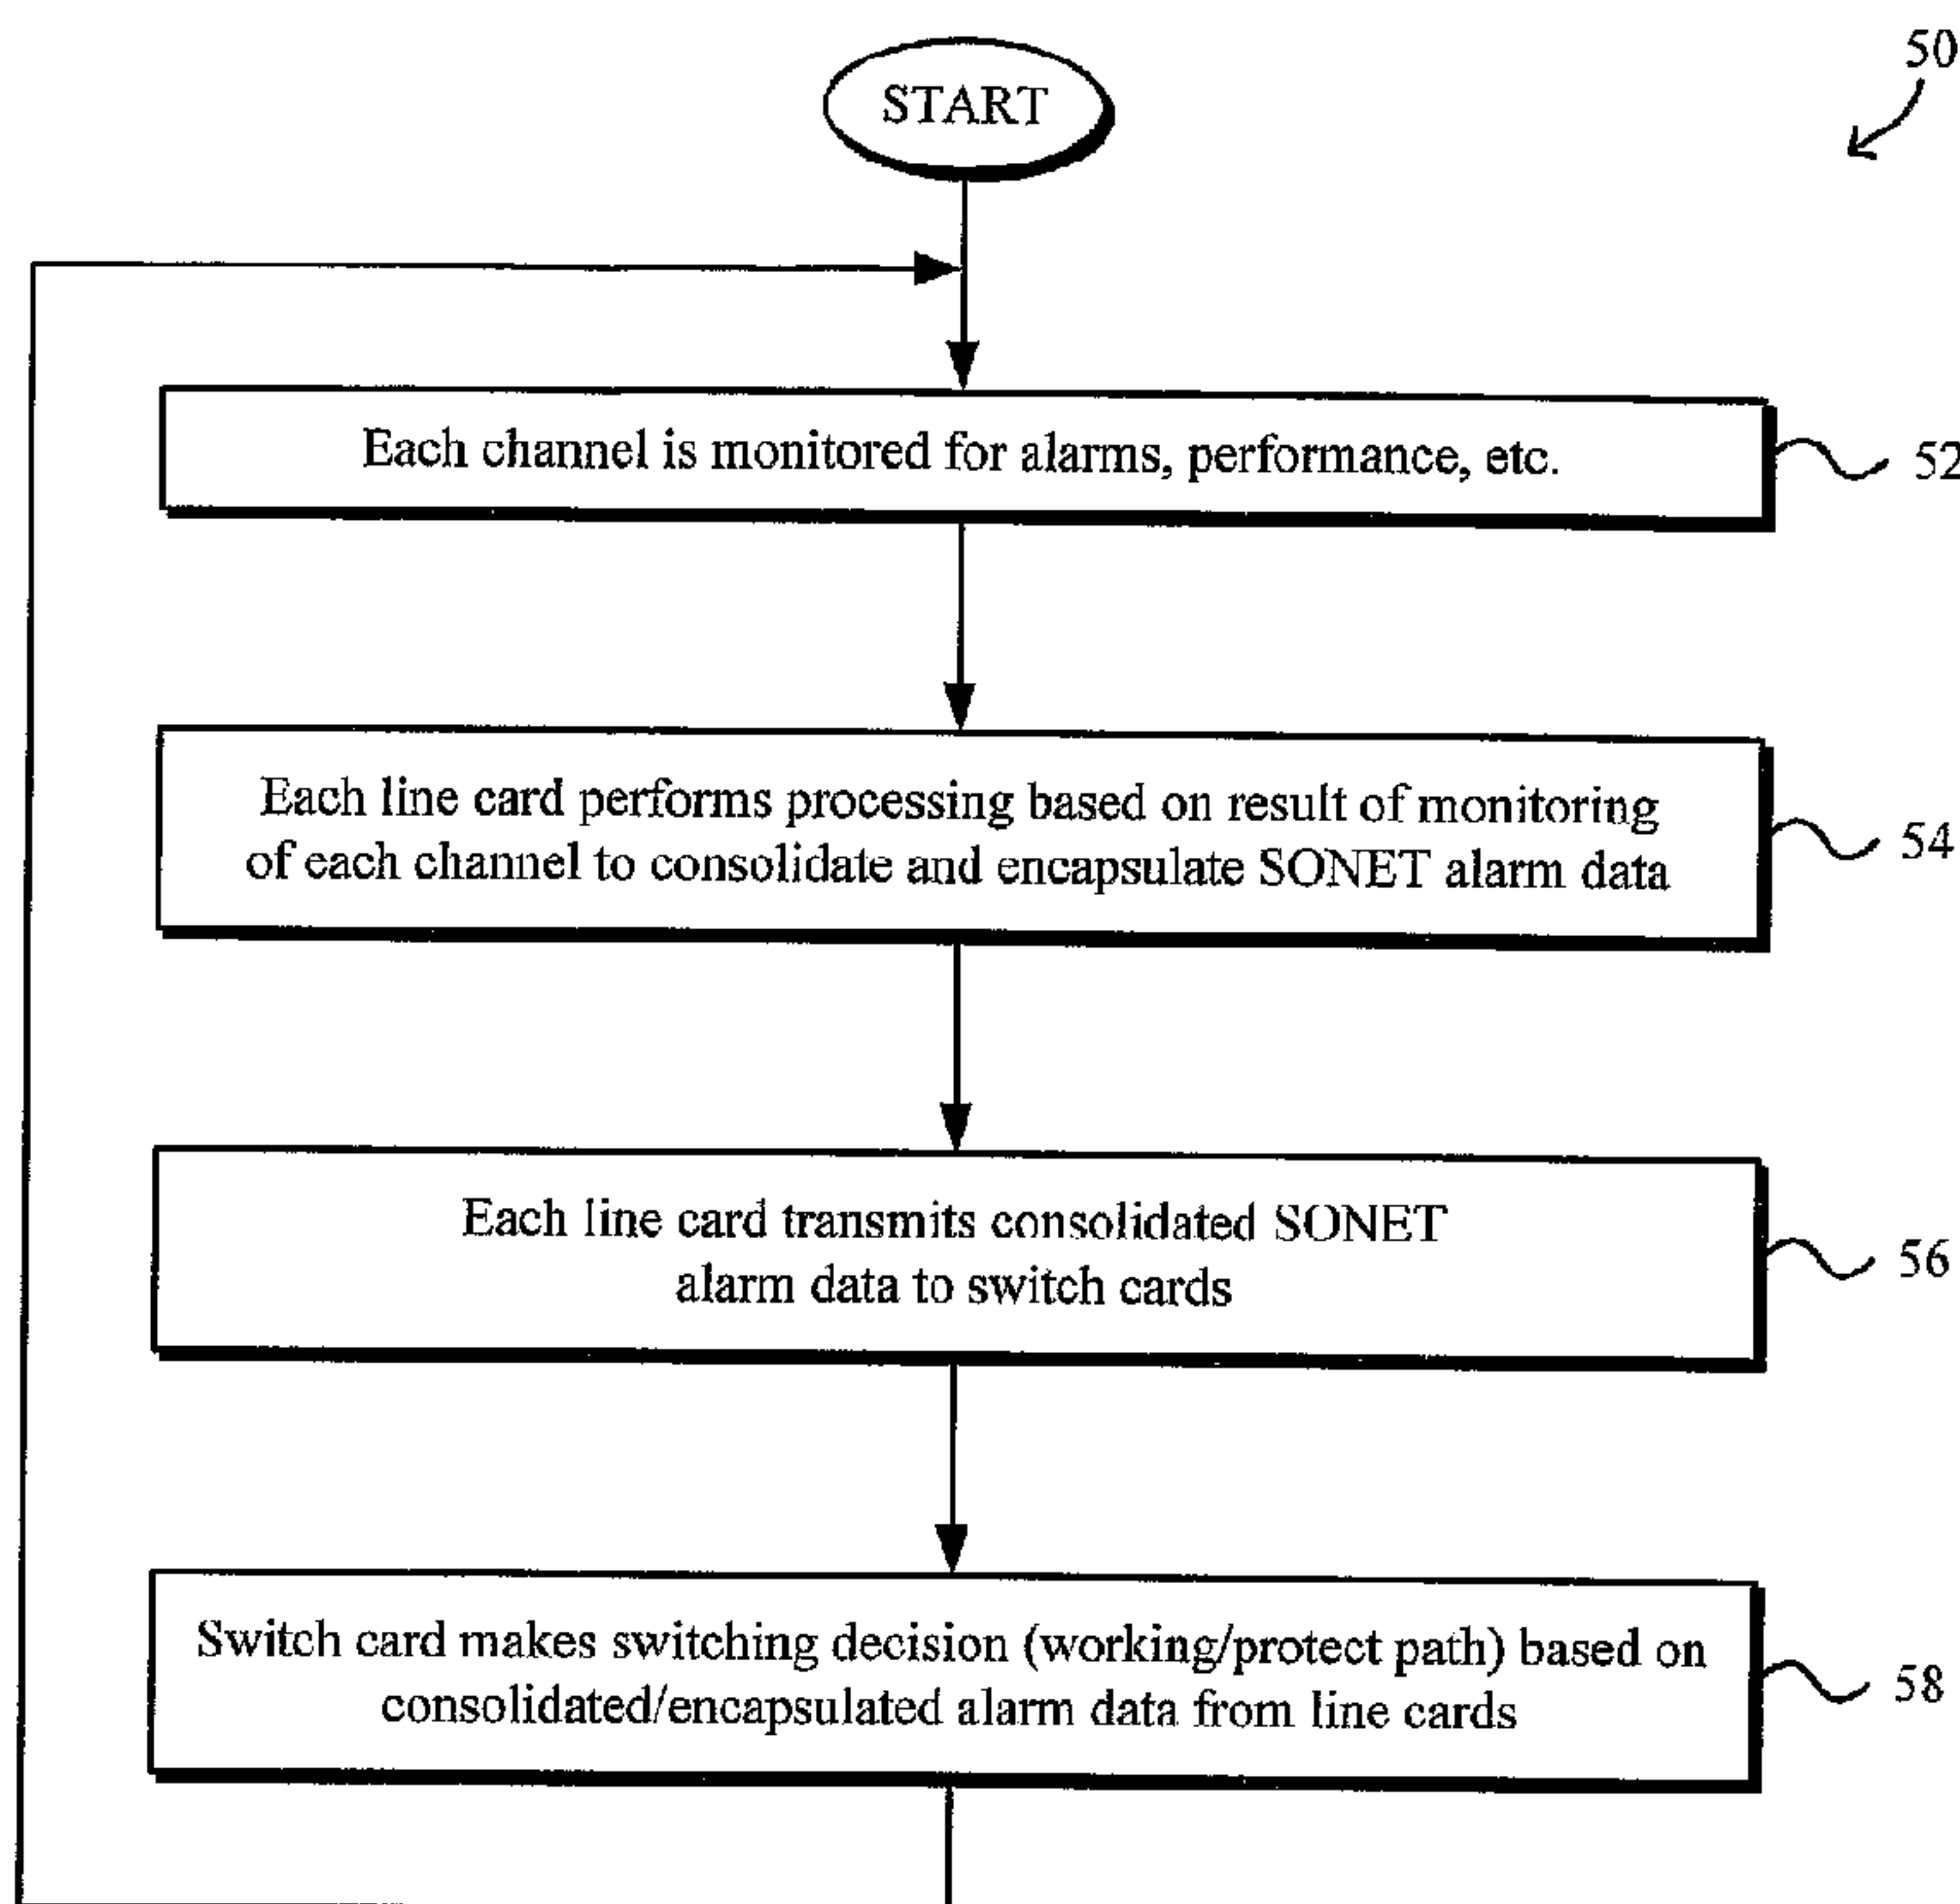 50
START
Each channel is monitored for alarms, performance, etc.
52
Each line card performs processing based on result of monitoring
of each channel to consolidate and encapsulate SONET alarm data
54
Each line card transmits consolidated SONET
alarm data to switch cards
56
Switch card makes switching decision (working/protect path) based on
consolidated/encapsulated alarm data from line cards
58